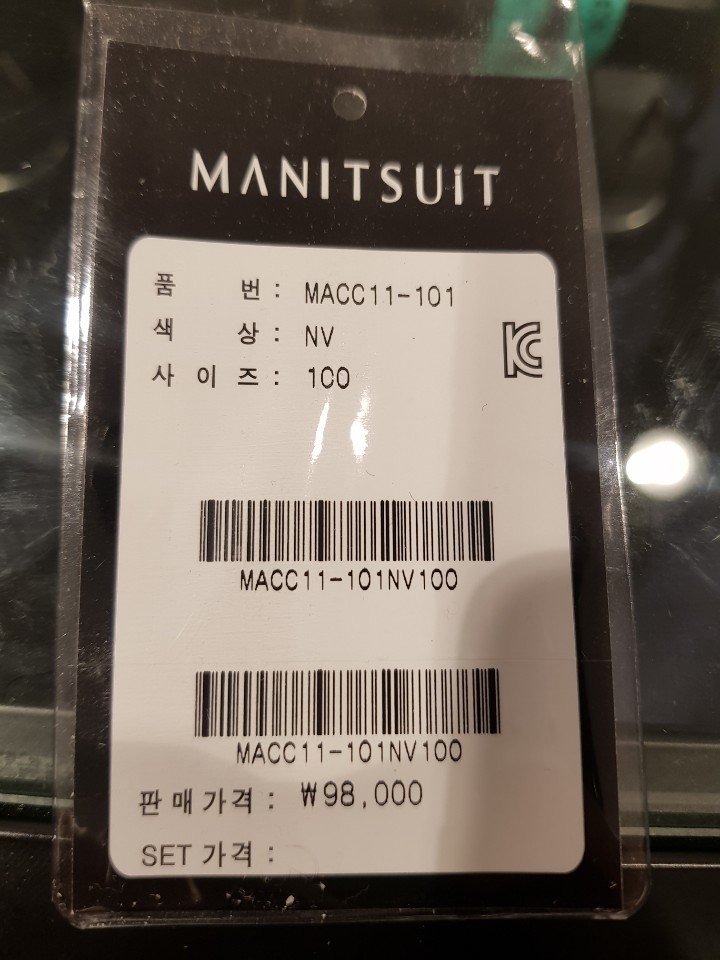 MANITSUIT
품 번 : MACC11-101
색 상 : NV
사 이 즈 : 100
MACC11-101NV100
MACC11-101NV100
판 매 가 격 : ₩98,000
SET 가격 :